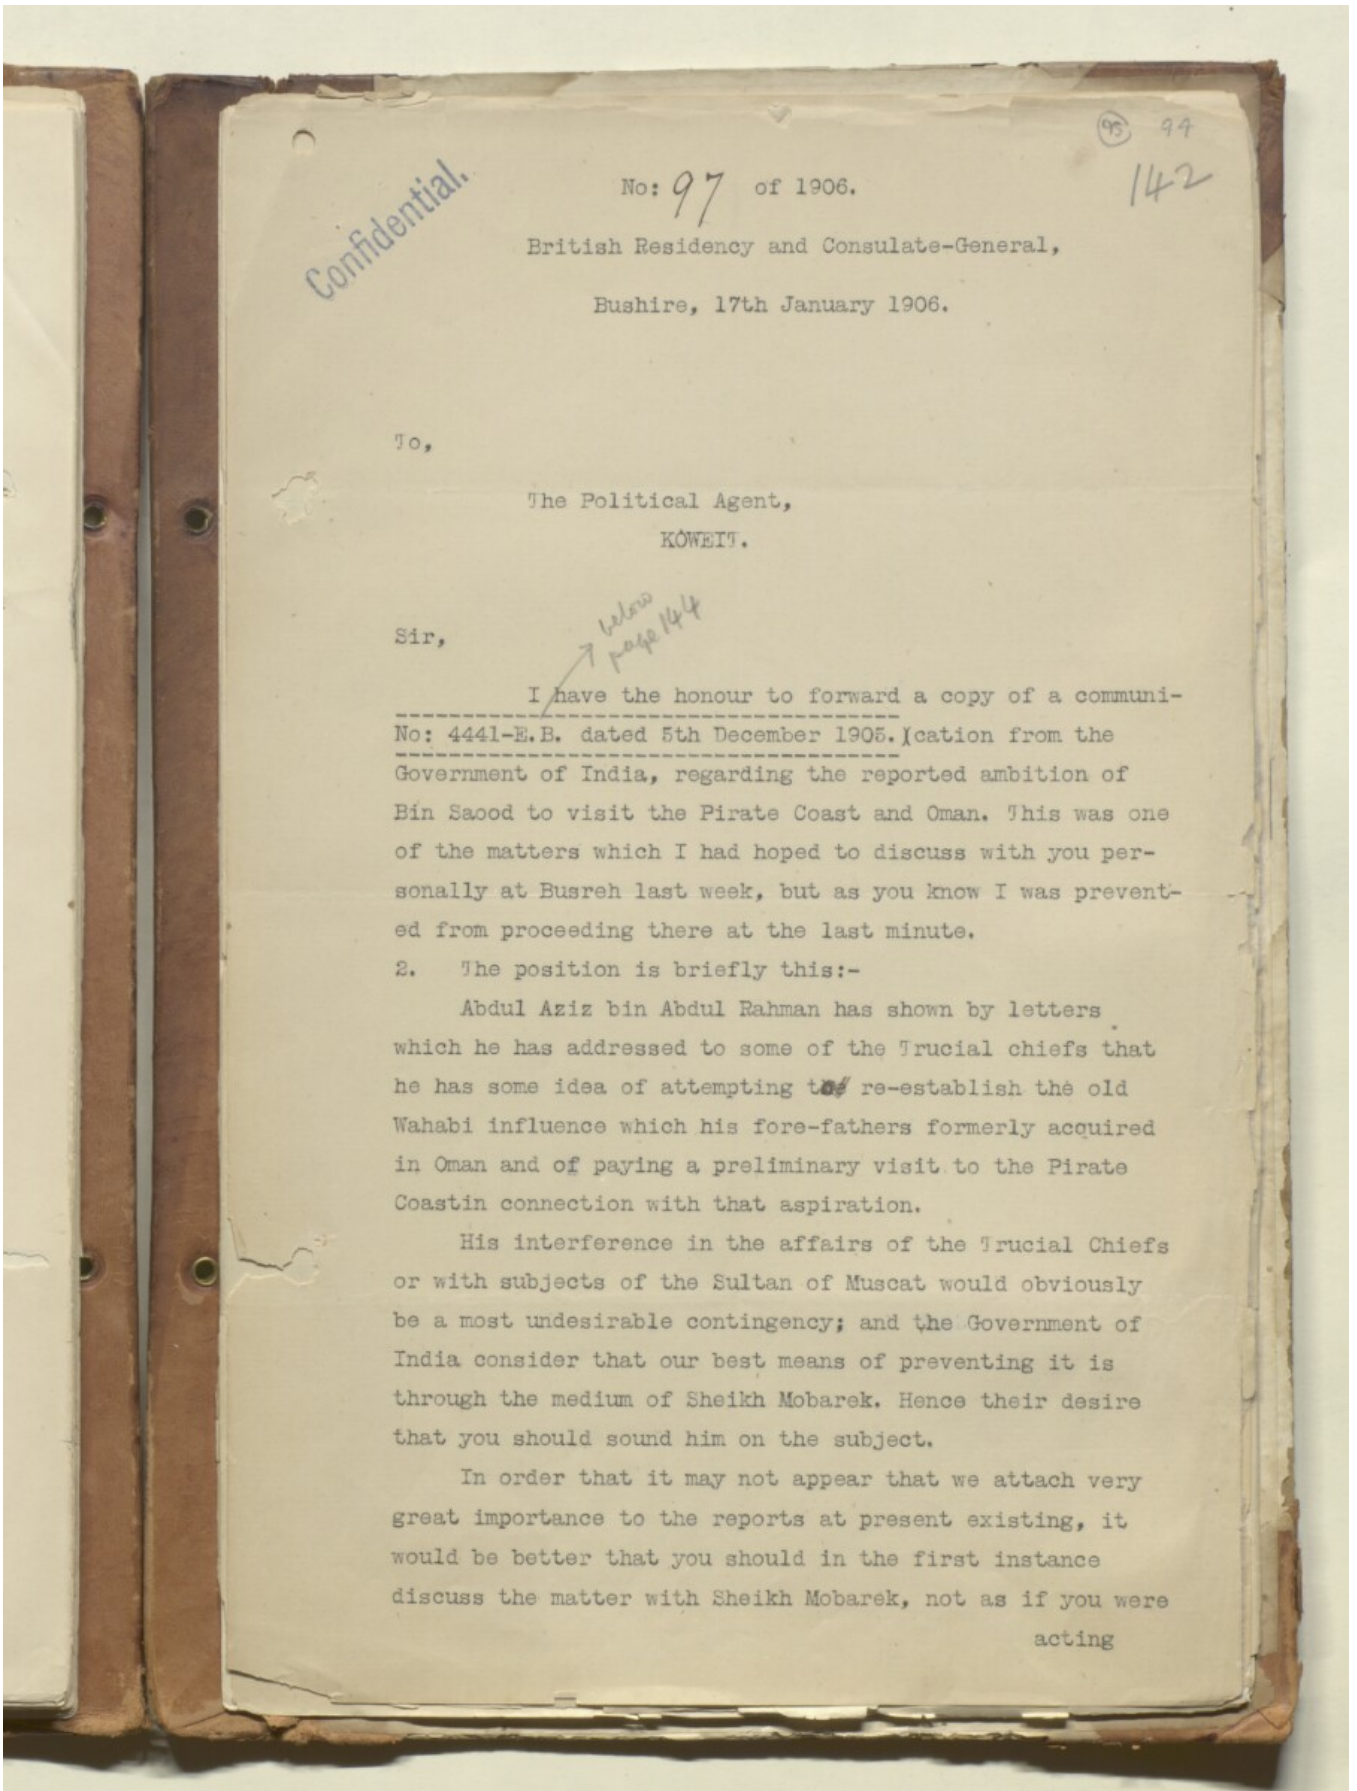 95 94
142
Confidential.
No: 97 of 1906.
British Residency and Consulate-General,
Bushire, 17th January 1906.
To,
The Political Agent,
KOWEIT.
below
page 144
Sir,
I have the honour to forward a copy of a communi-
No: 4441-E.B. dated 5th December 1905. )cation from the
Government of India, regarding the reported ambition of
Bin Saood to visit the Pirate Coast and Oman. This was one
of the matters which I had hoped to discuss with you per-
sonally at Busreh last week, but as you know I was prevent-
ed from proceeding there at the last minute.
2. The position is briefly this:-
Abdul Aziz bin Abdul Rahman has shown by letters
which he has addressed to some of the Trucial chiefs that
he has some idea of attempting to re-establish the old
Wahabi influence which his fore-fathers formerly acquired
in Oman and of paying a preliminary visit to the Pirate
Coastin connection with that aspiration.
His interference in the affairs of the Trucial Chiefs
or with subjects of the Sultan of Muscat would obviously
be a most undesirable contingency; and the Government of
India consider that our best means of preventing it is
through the medium of Sheikh Mobarek. Hence their desire
that you should sound him on the subject.
In order that it may not appear that we attach very
great importance to the reports at present existing, it
would be better that you should in the first instance
discuss the matter with Sheikh Mobarek, not as if you were
acting